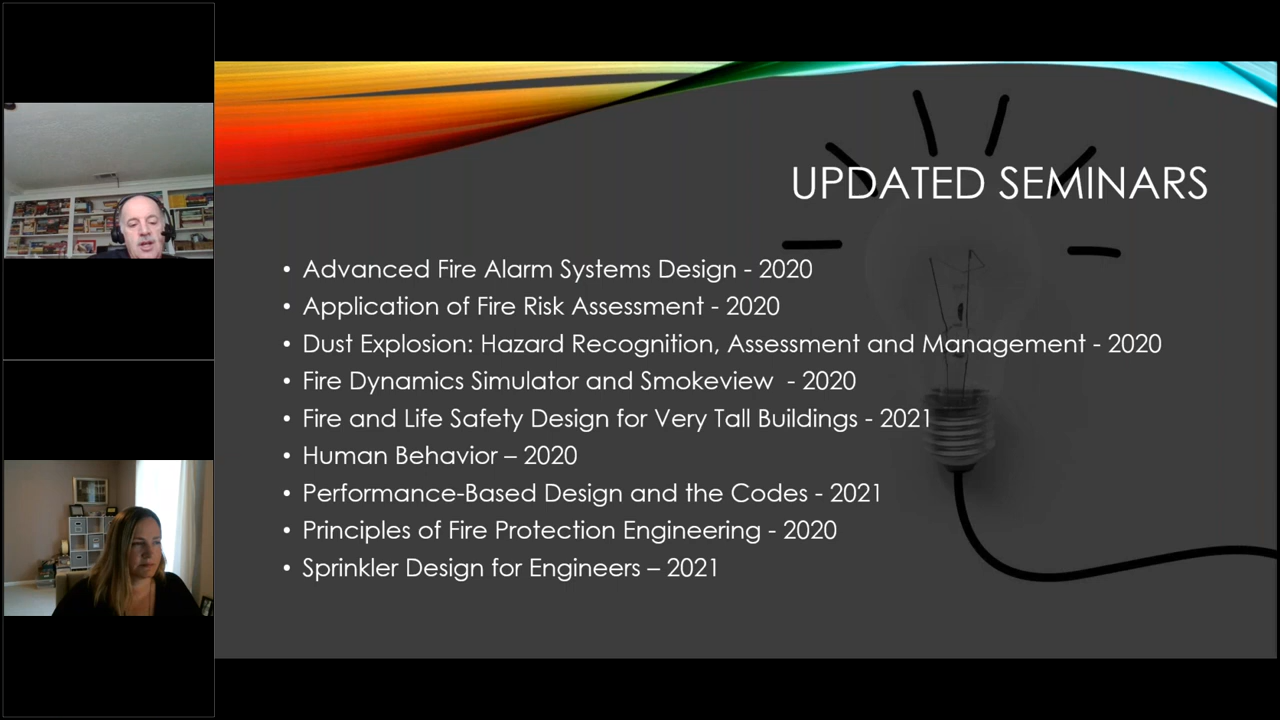 UPDATED SEMINARS
• Advanced Fire Alarm Systems Design - 2020
• Application of Fire Risk Assessment - 2020
• Dust Explosion: Hazard Recognition, Assessment and Management - 2020
• Fire Dynamics Simulator and Smokeview  - 2020
• Fire and Life Safety Design for Very Tall Buildings - 2021
• Human Behavior – 2020
• Performance-Based Design and the Codes - 2021
• Principles of Fire Protection Engineering - 2020
• Sprinkler Design for Engineers – 2021